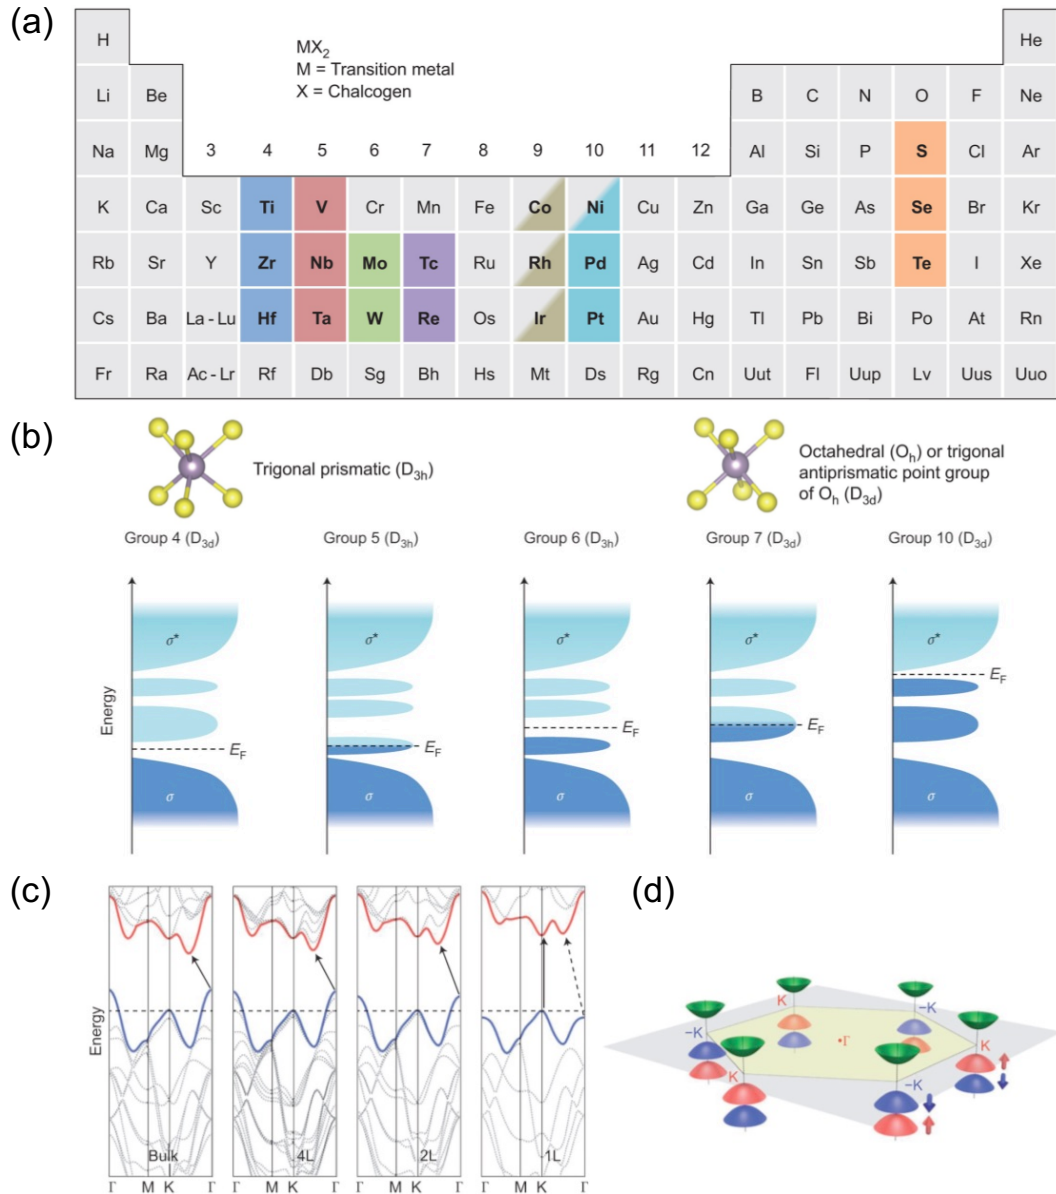 (a)
H
He
MX2
M = Transition metal
X = Chalcogen
Li Be B C N O F Ne
Na Mg 3 4 5 6 7 8 9 10 11 12 Al Si P S Cl Ar
K Ca Sc Ti V Cr Mn Fe Co Ni Cu Zn Ga Ge As Se Br Kr
Rb Sr Y Zr Nb Mo Tc Ru Rh Pd Ag Cd In Sn Sb Te I Xe
Cs Ba La - Lu Hf Ta W Re Os Ir Pt Au Hg Tl Pb Bi Po At Rn
Fr Ra Ac - Lr Rf Db Sg Bh Hs Mt Ds Rg Cn Uut Fl Uup Lv Uus Uuo
(b)
Trigonal prismatic (D3h)
Octahedral (Oh) or trigonal
antiprismatic point group
of Oh (D3d)
Group 4 (D3d) Group 5 (D3h) Group 6 (D3h) Group 7 (D3d) Group 10 (D3d)
Energy
σ* σ* σ* σ* σ*
EF EF EF EF EF
σ σ σ σ σ
(c)
Energy
Bulk 4L 2L 1L
Γ M K Γ Γ M K Γ Γ M K Γ Γ M K Γ
(d)
K -K
-K Γ K
K -K